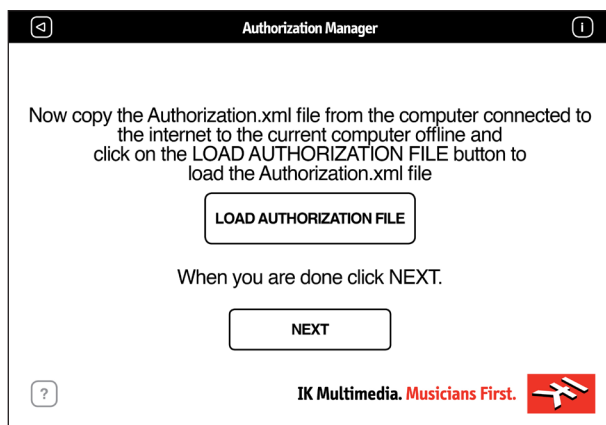 Authorization Manager
i
Now copy the Authorization.xml file from the computer connected to
the internet to the current computer offline and
click on the LOAD AUTHORIZATION FILE button to
load the Authorization.xml file
LOAD AUTHORIZATION FILE
When you are done click NEXT.
NEXT
?
IK Multimedia. Musicians First.